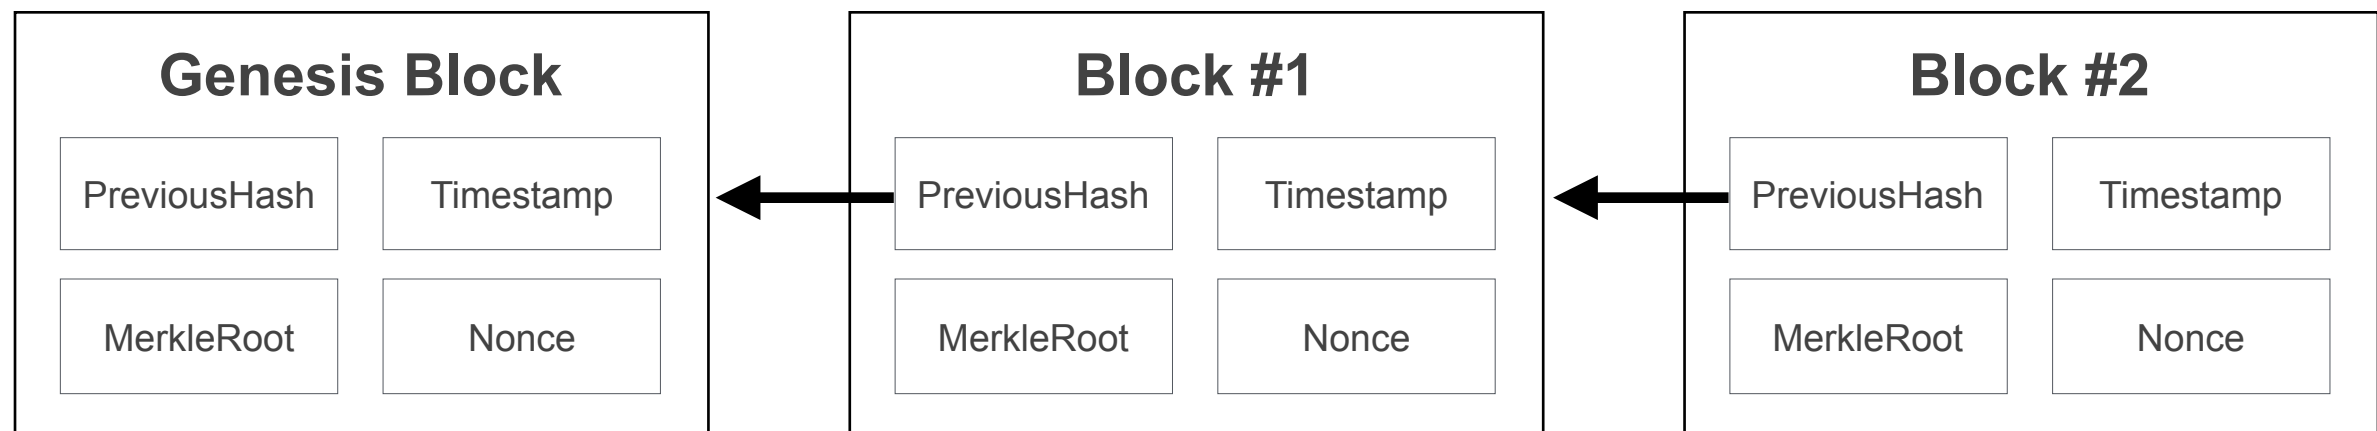 Genesis Block
PreviousHash
Timestamp
MerkleRoot
Nonce
Block #1
PreviousHash
Timestamp
MerkleRoot
Nonce
Block #2
PreviousHash
Timestamp
MerkleRoot
Nonce